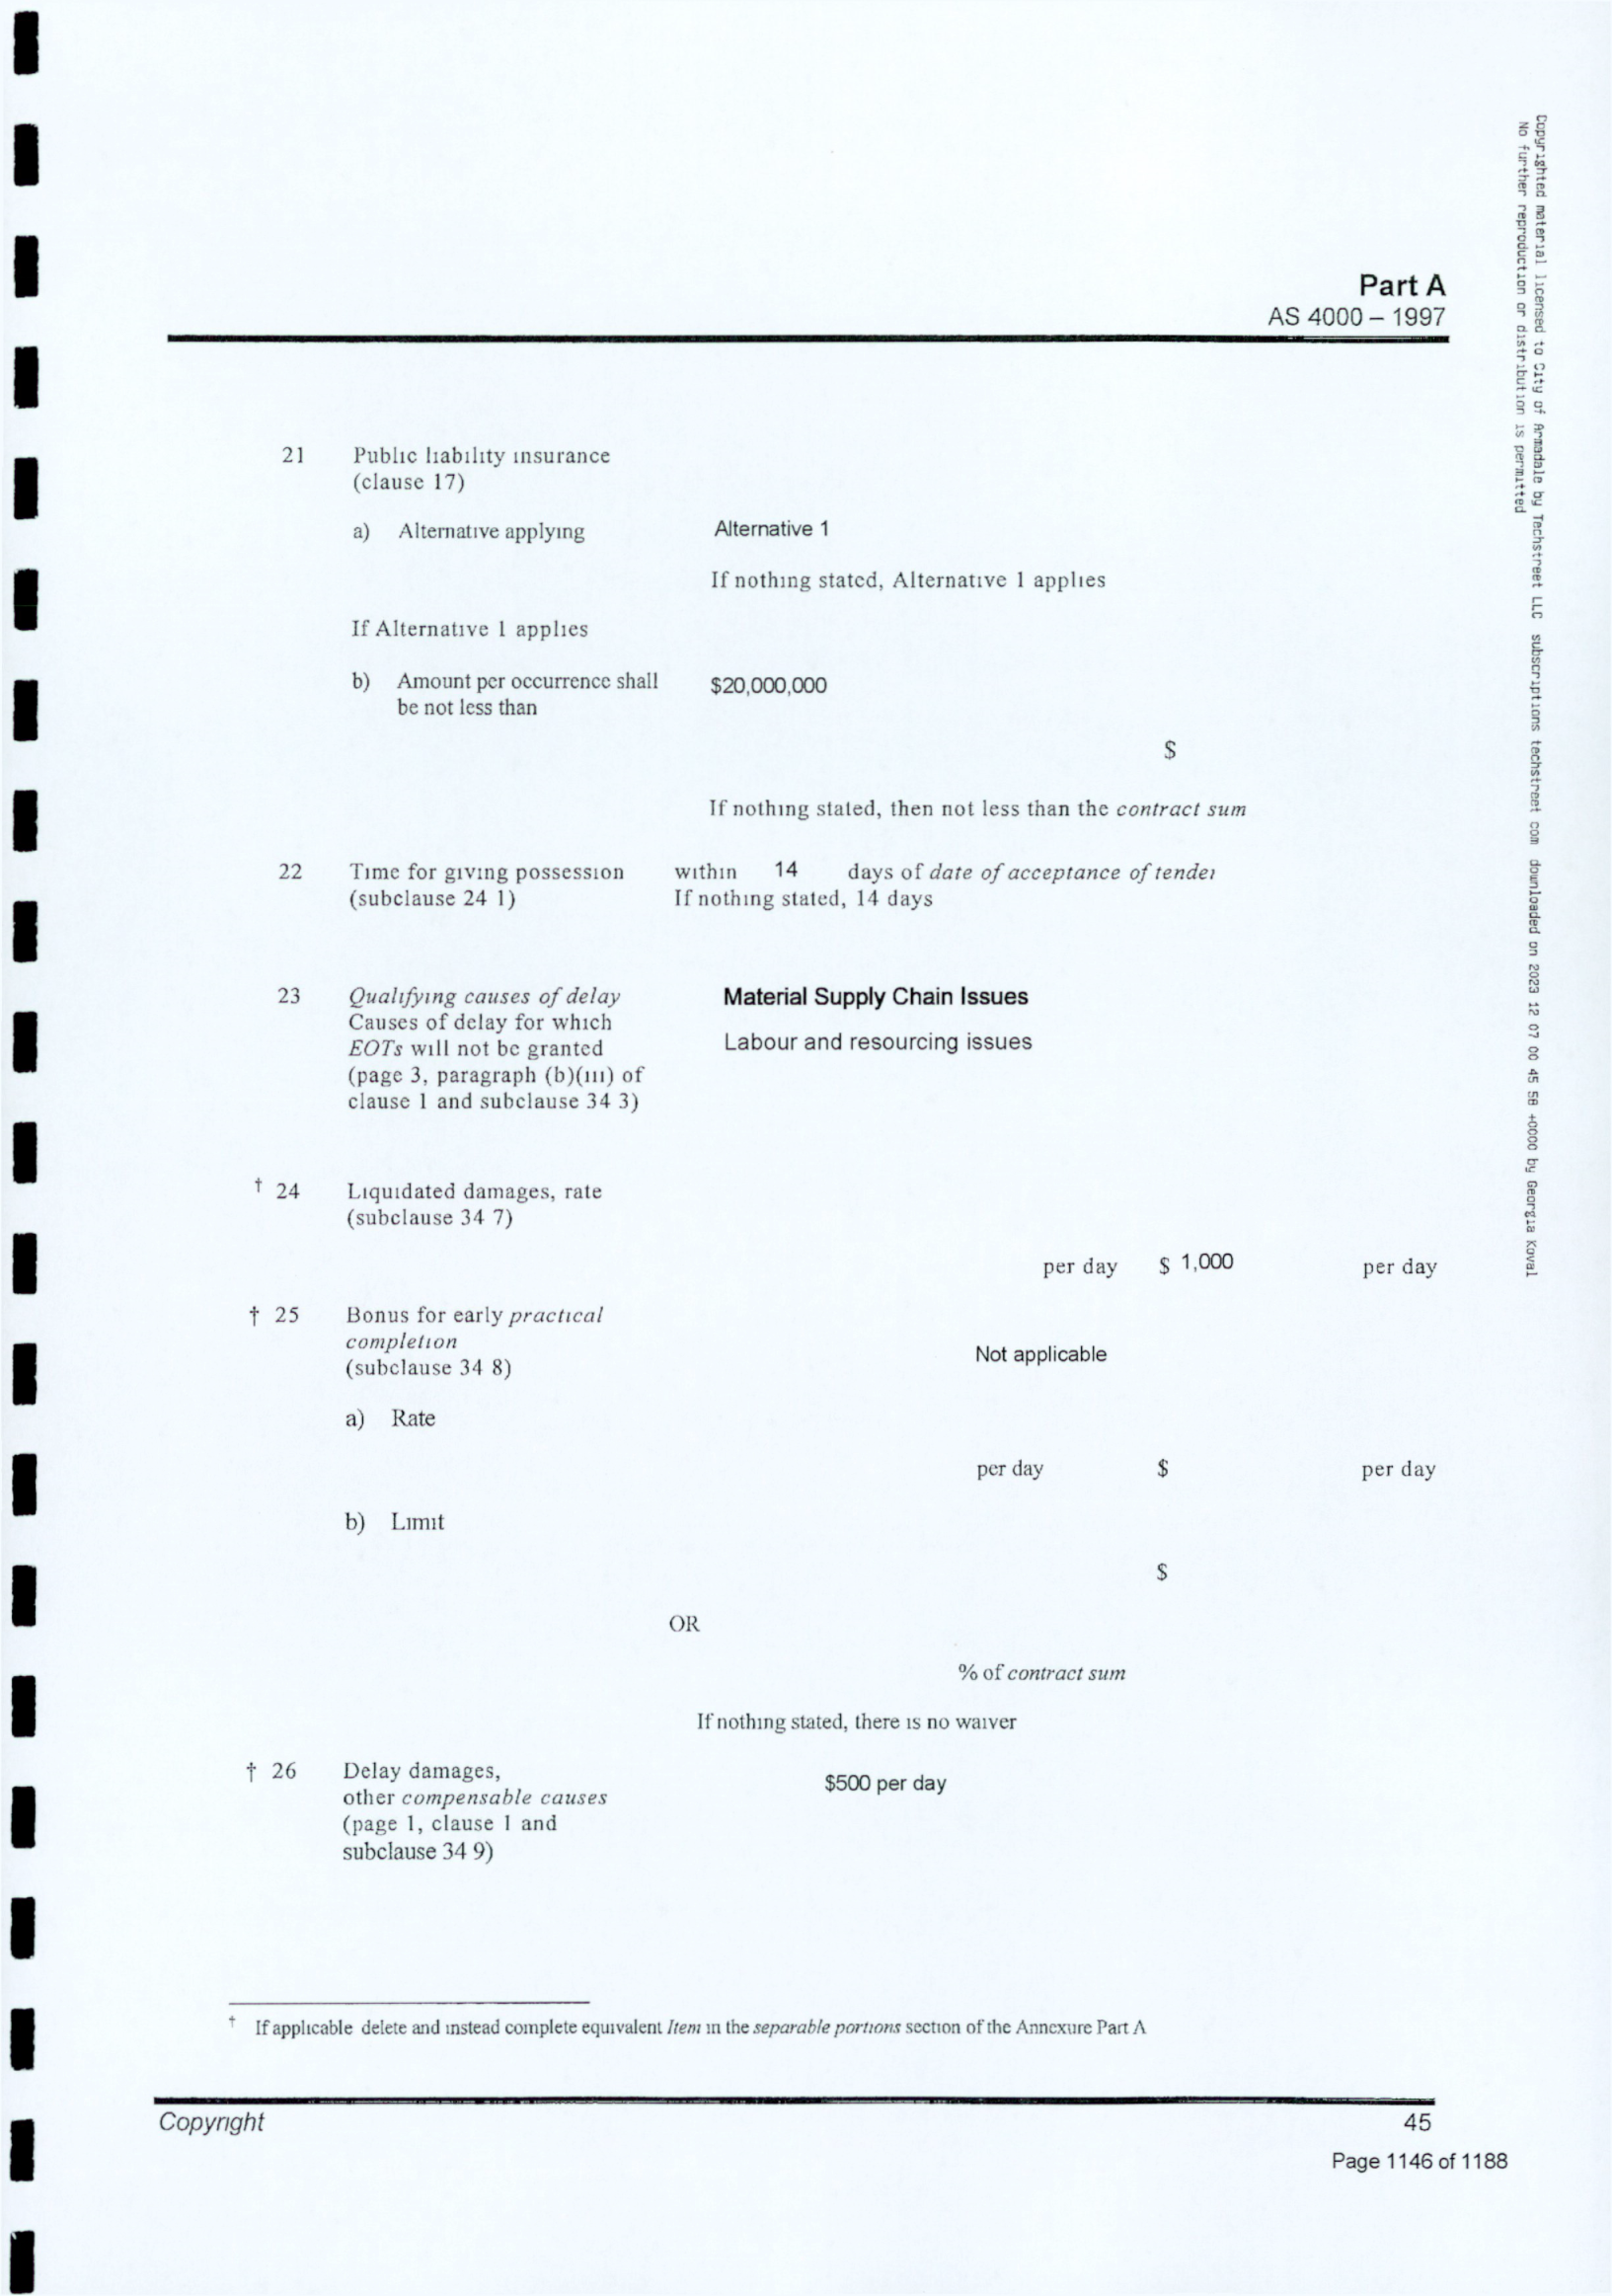 Part A
AS 4000 – 1997
21 Public liability insurance
(clause 17)
a) Alternative applying Alternative 1
If nothing stated, Alternative 1 applies
If Alternative 1 applies
b) Amount per occurrence shall $20,000,000
be not less than
$
If nothing stated, then not less than the contract sum
22 Time for giving possession within 14 days of date of acceptance of tender
(subclause 24 1) If nothing stated, 14 days
23 Qualifying causes of delay Material Supply Chain Issues
Causes of delay for which
EOTs will not be granted Labour and resourcing issues
(page 3, paragraph (b)(iii) of
clause 1 and subclause 34 3)
† 24 Liquidated damages, rate
(subclause 34 7)
per day $ 1,000 per day
† 25 Bonus for early practical
completion
Not applicable
(subclause 34 8)
a) Rate
per day $ per day
b) Limit
$
OR
% of contract sum
If nothing stated, there is no waiver
† 26 Delay damages, $500 per day
other compensable causes
(page 1, clause 1 and
subclause 34 9)
† If applicable delete and instead complete equivalent Item in the separable portions section of the Annexure Part A
Copyright 45
Page 1146 of 1188
Copyrighted material licensed to City of Armadale by Techstreet LLC subscriptions techstreet com downloaded on 2023 12 07 00 45 58 +0000 by Georgia Koval
No further reproduction or distribution is permitted